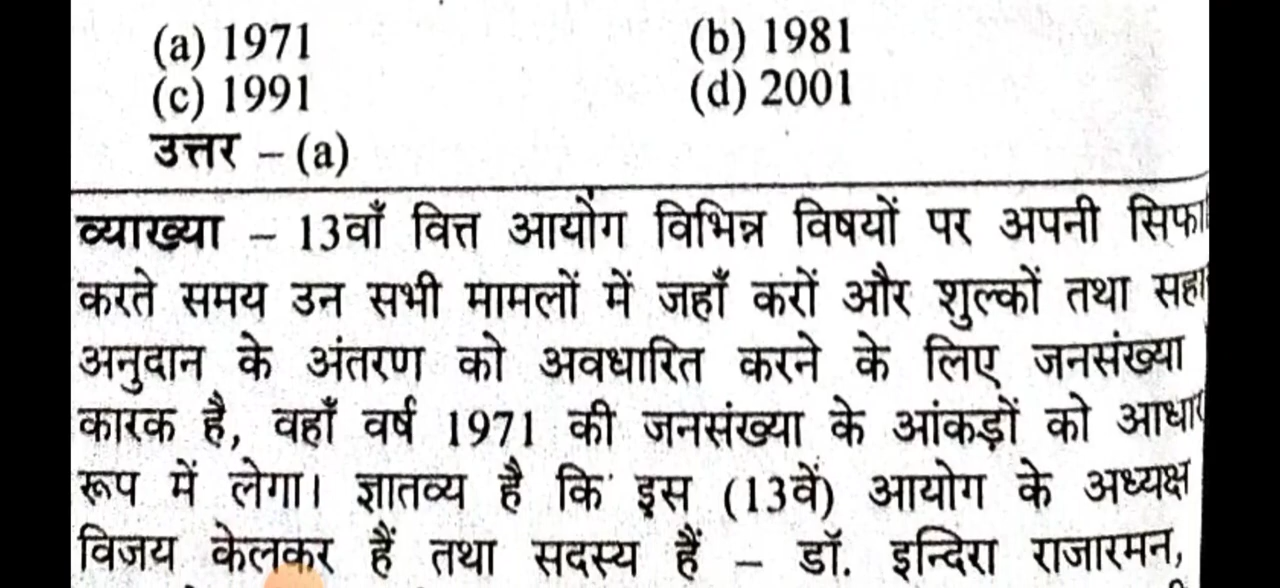 (a) 1971 (b) 1981
(c) 1991 (d) 2001
उत्तर – (a)
व्याख्या – 13वाँ वित्त आयोग विभिन्न विषयों पर अपनी
करते समय उन सभी मामलों में जहाँ करों और शुल्कों तथा
अनुदान के अंतरण को अवधारित करने के लिए जनसंख्या
कारक है, वहाँ वर्ष 1971 की जनसंख्या के आंकड़ों को
रूप में लेगा। ज्ञातव्य है कि इस (13वें) आयोग के अध्यक्ष
विजय केलकर हैं तथा सदस्य हैं – डॉ. इन्दिरा राजारमन,